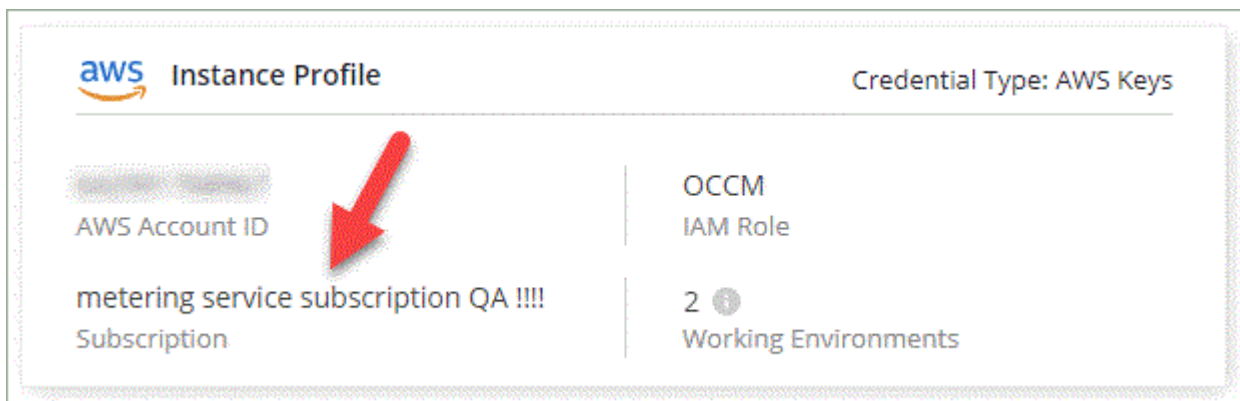 aws Instance Profile
Credential Type: AWS Keys
AWS Account ID
OCCM
IAM Role
metering service subscription QA !!!!
Subscription
2
Working Environments